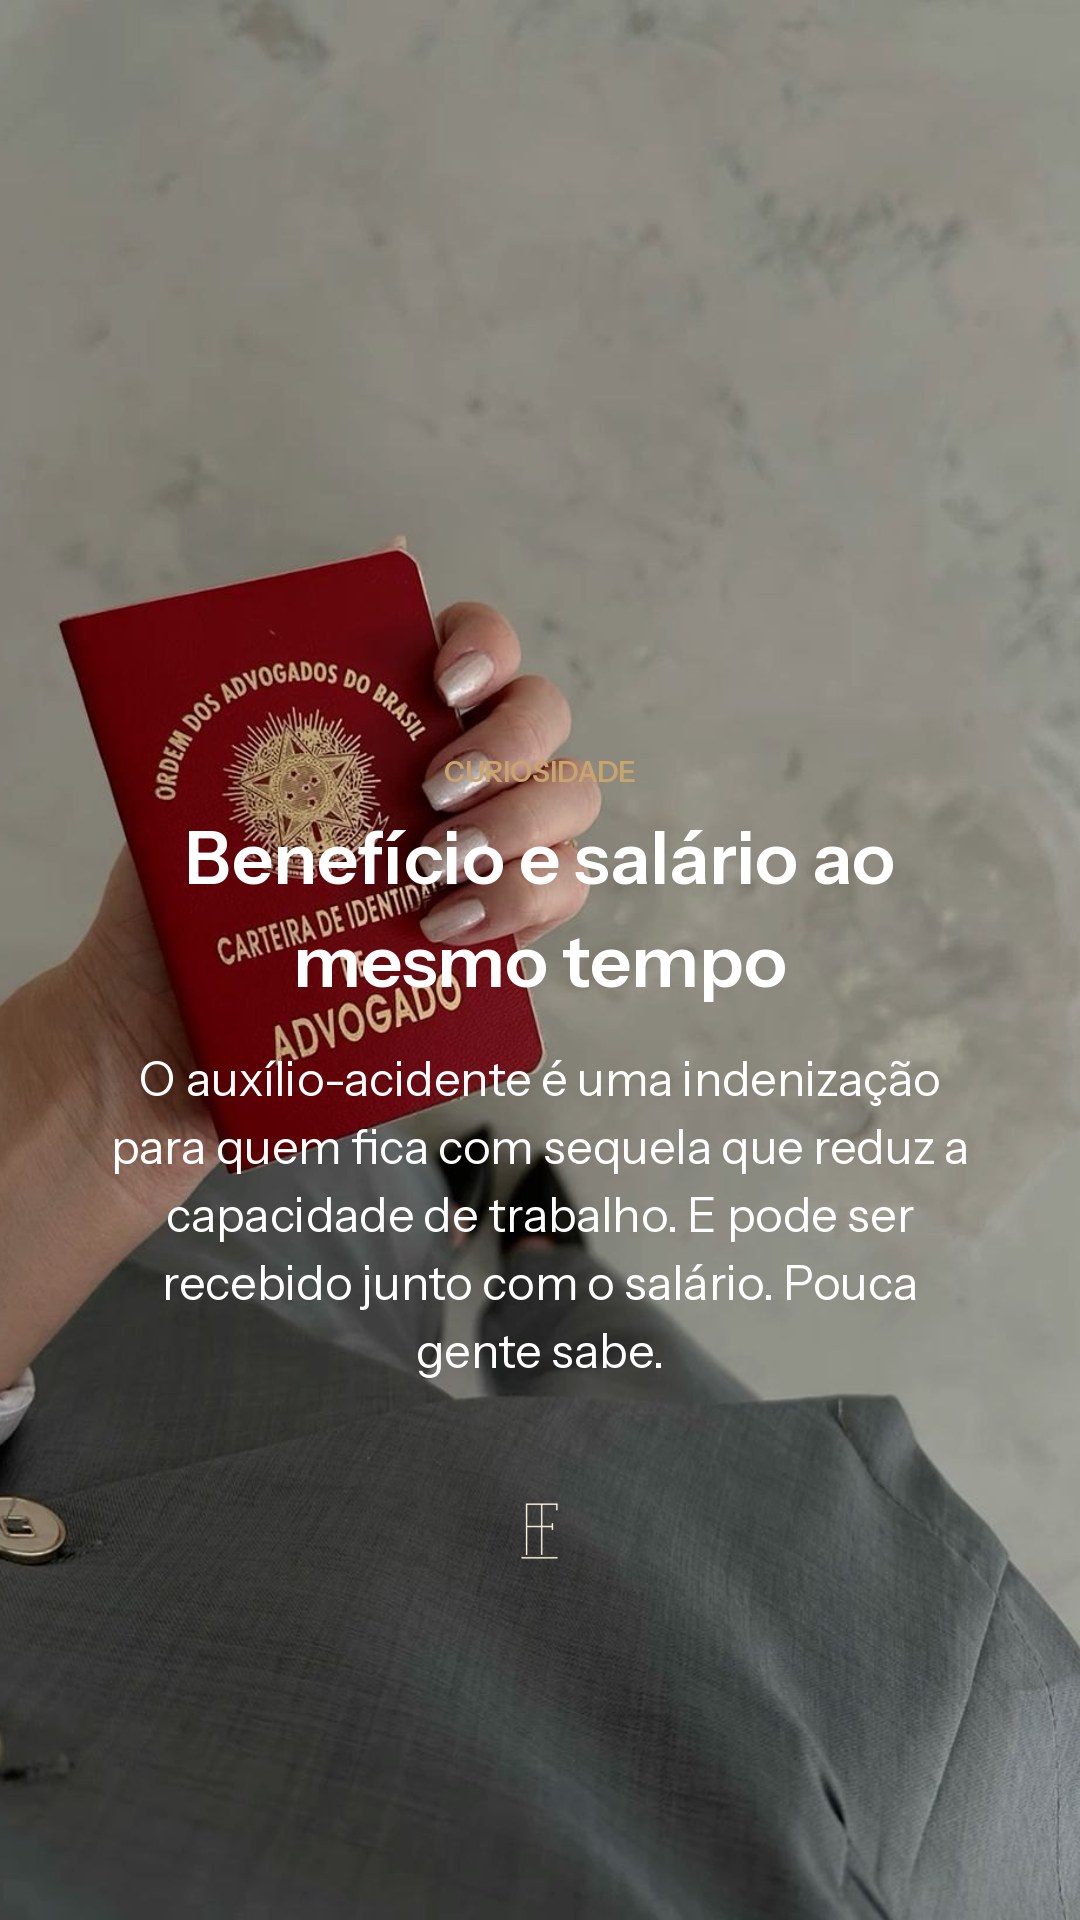 ORDEM DOS ADVOGADOS DO BRASIL
CURIOSIDADE
Benefício e salário ao
CARTEIRA DE IDENTIDADE
mesmo tempo
DE
ADVOGADO
O auxílio-acidente é uma indenização
para quem fica com sequela que reduz a
capacidade de trabalho. E pode ser
recebido junto com o salário. Pouca
gente sabe.